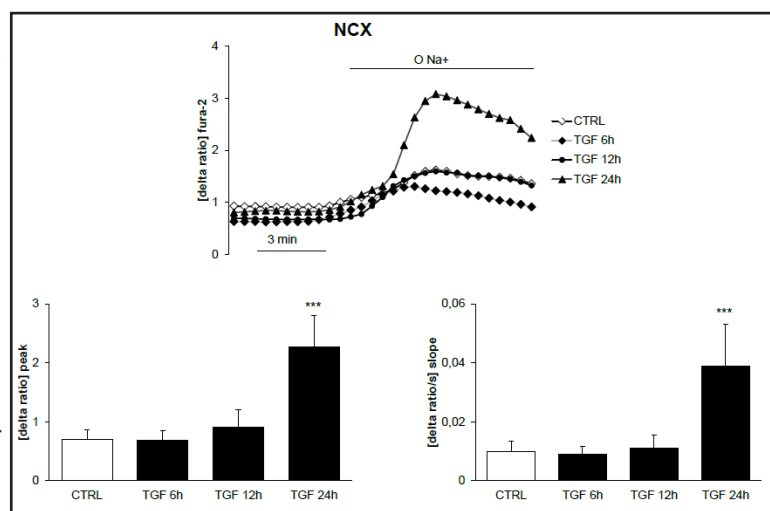 NCX
4
3
2
1
0
[delta ratio] fura-2
O Na+
3 min
CTRL
TGF 6h
TGF 12h
TGF 24h
3
2
1
0
[delta ratio] peak
***
CTRL
TGF 6h
TGF 12h
TGF 24h
0,06
0,04
0,02
0,00
[delta ratio/s] slope
***
CTRL
TGF 6h
TGF 12h
TGF 24h